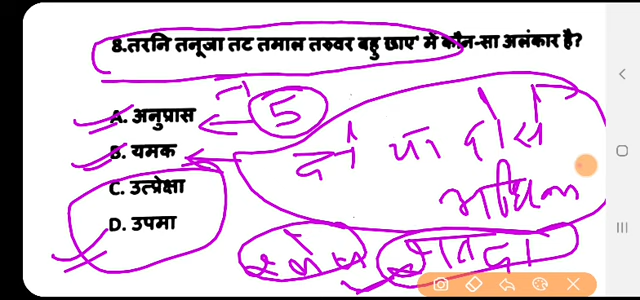 8.तरनि तनूजा तट तमाल तरुवर बहु छाए' में कौन-सा अलंकार है?
A. अनुप्रास
5
B. यमक
दो या दो से
अधिक
C. उत्प्रेक्षा
D. उपमा